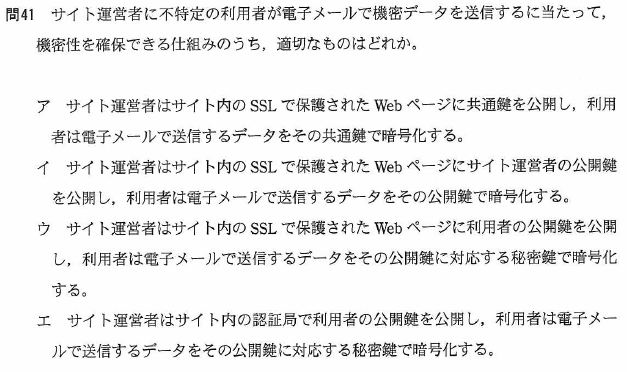 問41 サイト運営者に不特定の利用者が電子メールで機密データを送信するに当たって，
機密性を確保できる仕組みのうち，適切なものはどれか。
ア サイト運営者はサイト内の SSL で保護された Web ページに共通鍵を公開し，利用
者は電子メールで送信するデータをその共通鍵で暗号化する。
イ サイト運営者はサイト内の SSL で保護された Web ページにサイト運営者の公開鍵
を公開し，利用者は電子メールで送信するデータをその公開鍵で暗号化する。
ウ サイト運営者はサイト内の SSL で保護された Web ページに利用者の公開鍵を公開
し，利用者は電子メールで送信するデータをその公開鍵に対応する秘密鍵で暗号化
する。
エ サイト運営者はサイト内の認証局で利用者の公開鍵を公開し，利用者は電子メー
ルで送信するデータをその公開鍵に対応する秘密鍵で暗号化する。